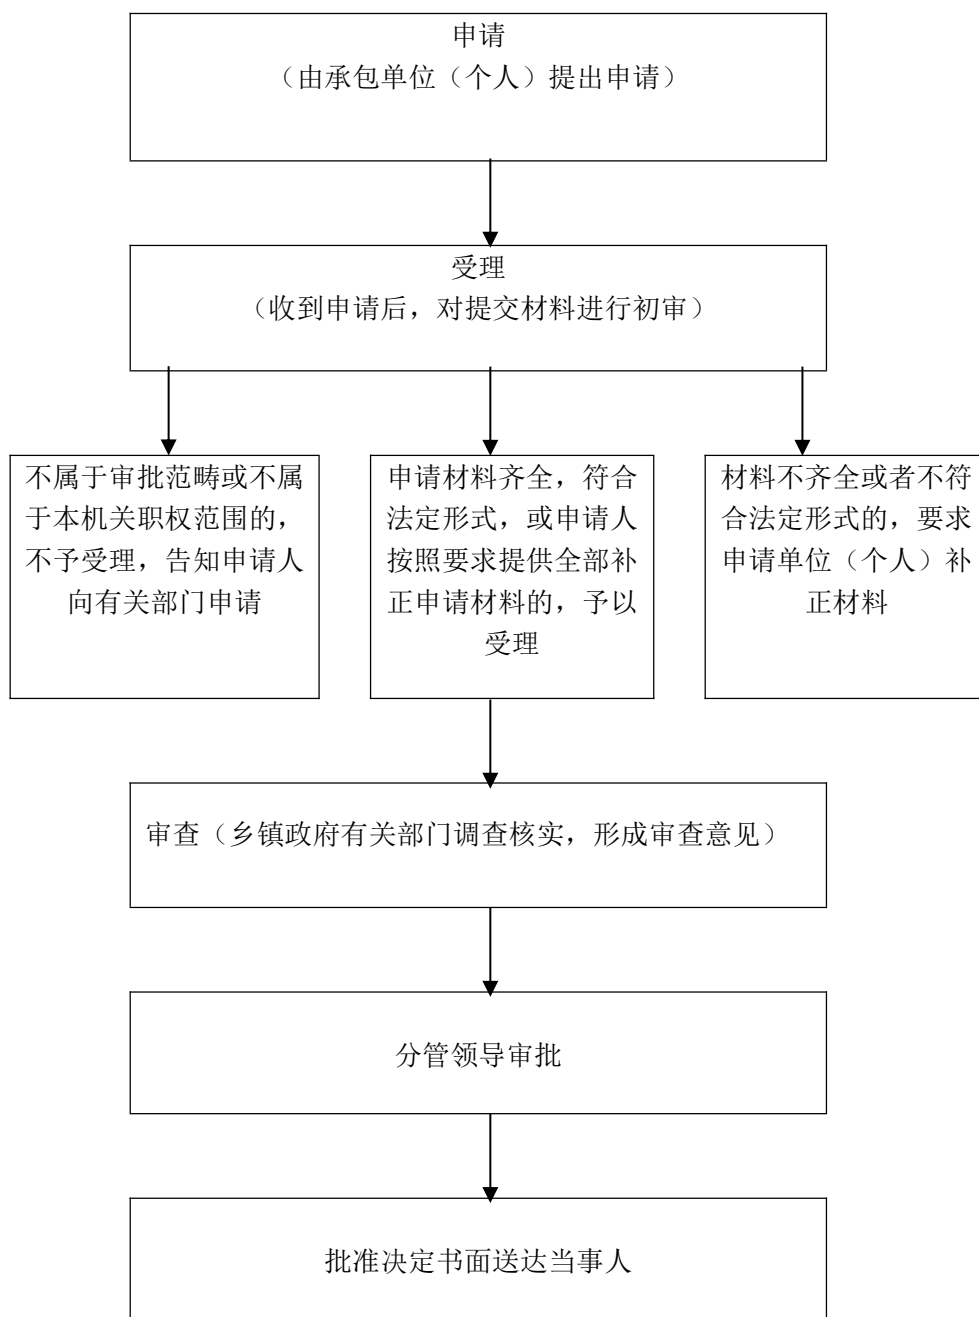 申请
（由承包单位（个人）提出申请）
受理
（收到申请后，对提交材料进行初审）
不属于审批范畴或不属
于本机关职权范围的，
不予受理，告知申请人
向有关部门申请
申请材料齐全，符合
法定形式，或申请人
按照要求提供全部补
正申请材料的，予以
受理
材料不齐全或者不符
合法定形式的，要求
申请单位（个人）补
正材料
审查（乡镇政府有关部门调查核实，形成审查意见）
分管领导审批
批准决定书面送达当事人